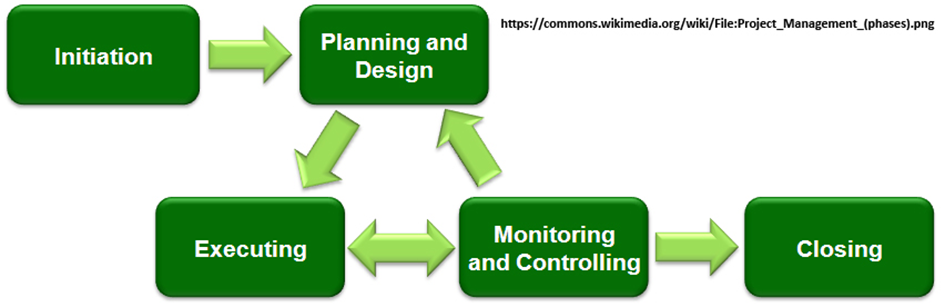 https://commons.wikimedia.org/wiki/File:Project_Management_(phases).png
Initiation
Planning and
Design
Executing
Monitoring
and Controlling
Closing